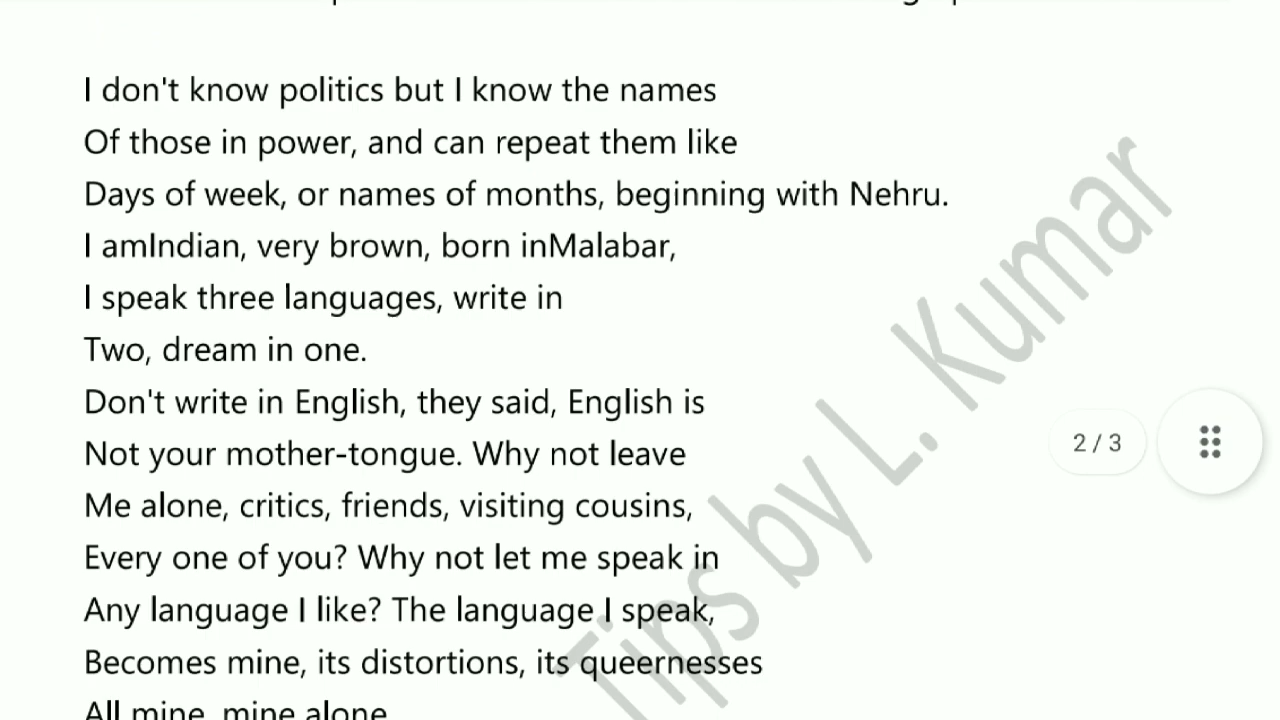 I don't know politics but I know the names
Of those in power, and can repeat them like
Days of week, or names of months, beginning with Nehru.
I amIndian, very brown, born inMalabar,
I speak three languages, write in
Two, dream in one.
Don't write in English, they said, English is
Not your mother-tongue. Why not leave
Me alone, critics, friends, visiting cousins,
Every one of you? Why not let me speak in
Any language I like? The language I speak,
Becomes mine, its distortions, its queernesses
All mine, mine alone
2 / 3
Tips by L. Kumar